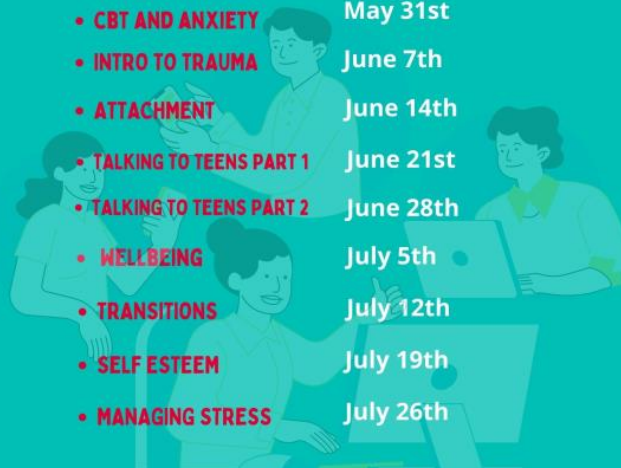 • CBT AND ANXIETY May 31st
• INTRO TO TRAUMA June 7th
• ATTACHMENT June 14th
• TALKING TO TEENS PART 1 June 21st
• TALKING TO TEENS PART 2 June 28th
• WELLBEING July 5th
• TRANSITIONS July 12th
• SELF ESTEEM July 19th
• MANAGING STRESS July 26th